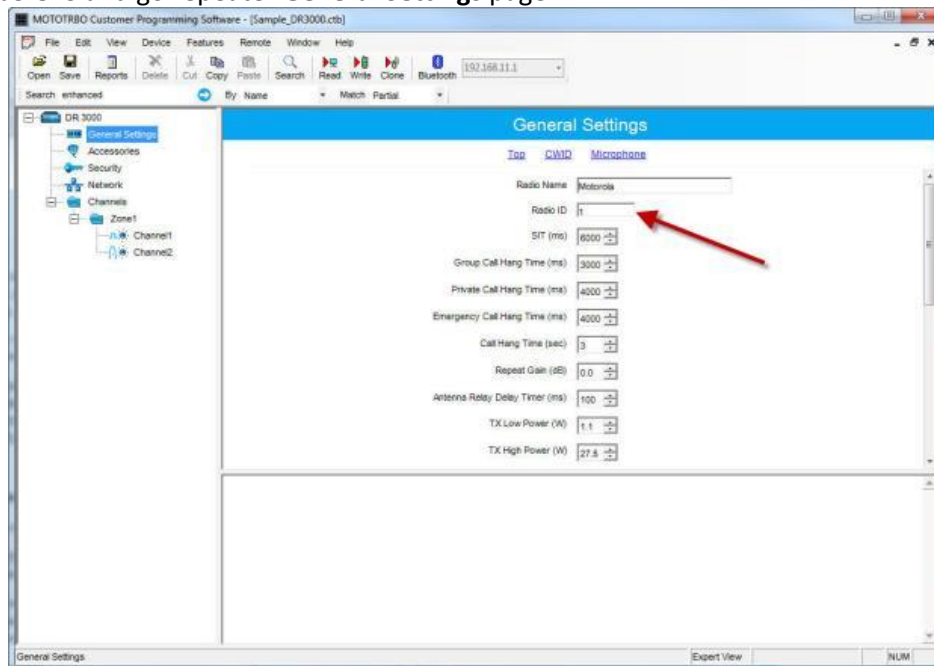 MOTOTRBO Customer Programming Software - [Sample_DR3000.ctb]
File Edit View Device Features Remote Window Help
Open Save Reports Delete Cut Copy Paste Search Read Write Clone Bluetooth 192.168.11.1
Search enhanced By Name Match Partial
DR 3000
General Settings
Accessories
Security
Network
Channels
Zone1
Channel1
Channel2
General Settings
Top CWID Microphone
Radio Name Motorola
Radio ID 1
SIT (ms) 6000
Group Call Hang Time (ms) 3000
Private Call Hang Time (ms) 4000
Emergency Call Hang Time (ms) 4000
Call Hang Time (sec) 3
Repeat Gain (dB) 0.0
Antenna Relay Delay Timer (ms) 100
TX Low Power (W) 1.1
TX High Power (W) 27.5
General Settings Expert View NUM